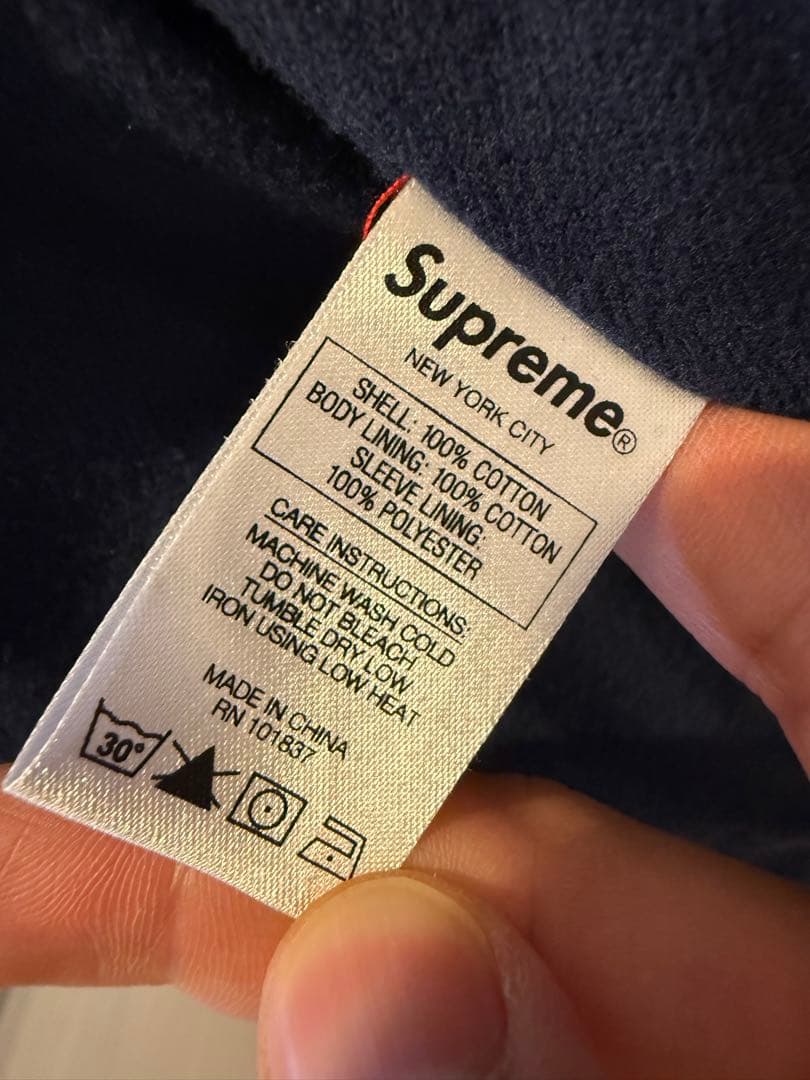 Supreme®
NEW YORK CITY
SHELL: 100% COTTON
BODY LINING: 100% COTTON
SLEEVE LINING:
100% POLYESTER
CARE INSTRUCTIONS:
MACHINE WASH COLD
DO NOT BLEACH
TUMBLE DRY LOW
IRON USING LOW HEAT
MADE IN CHINA
RN 101837
30°